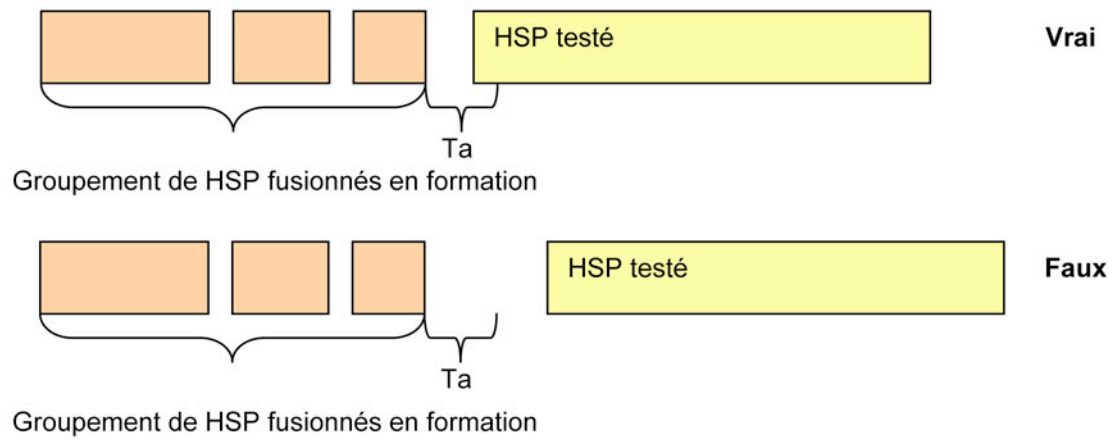 HSP testé
Vrai
Ta
Groupement de HSP fusionnés en formation
HSP testé
Faux
Ta
Groupement de HSP fusionnés en formation